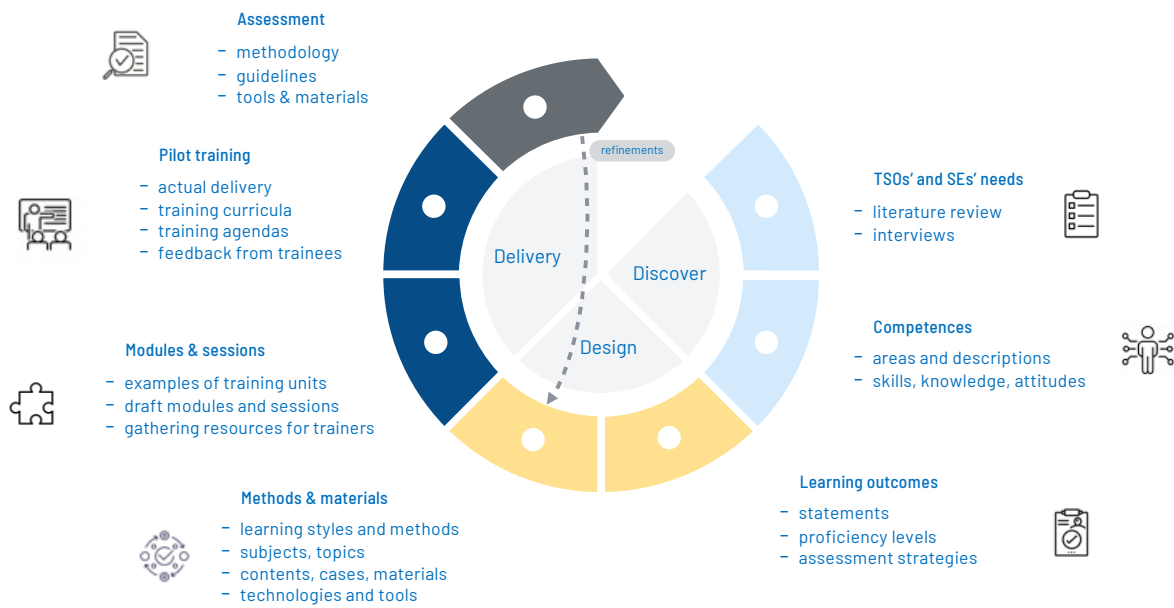 Assessment
- methodology
- guidelines
- tools & materials
Pilot training
- actual delivery
- training curricula
- training agendas
- feedback from trainees
Modules & sessions
- examples of training units
- draft modules and sessions
- gathering resources for trainers
Methods & materials
- learning styles and methods
- subjects, topics
- contents, cases, materials
- technologies and tools
refinements
Delivery
Discover
Design
TSOs’ and SEs’ needs
- literature review
- interviews
Competences
- areas and descriptions
- skills, knowledge, attitudes
Learning outcomes
- statements
- proficiency levels
- assessment strategies